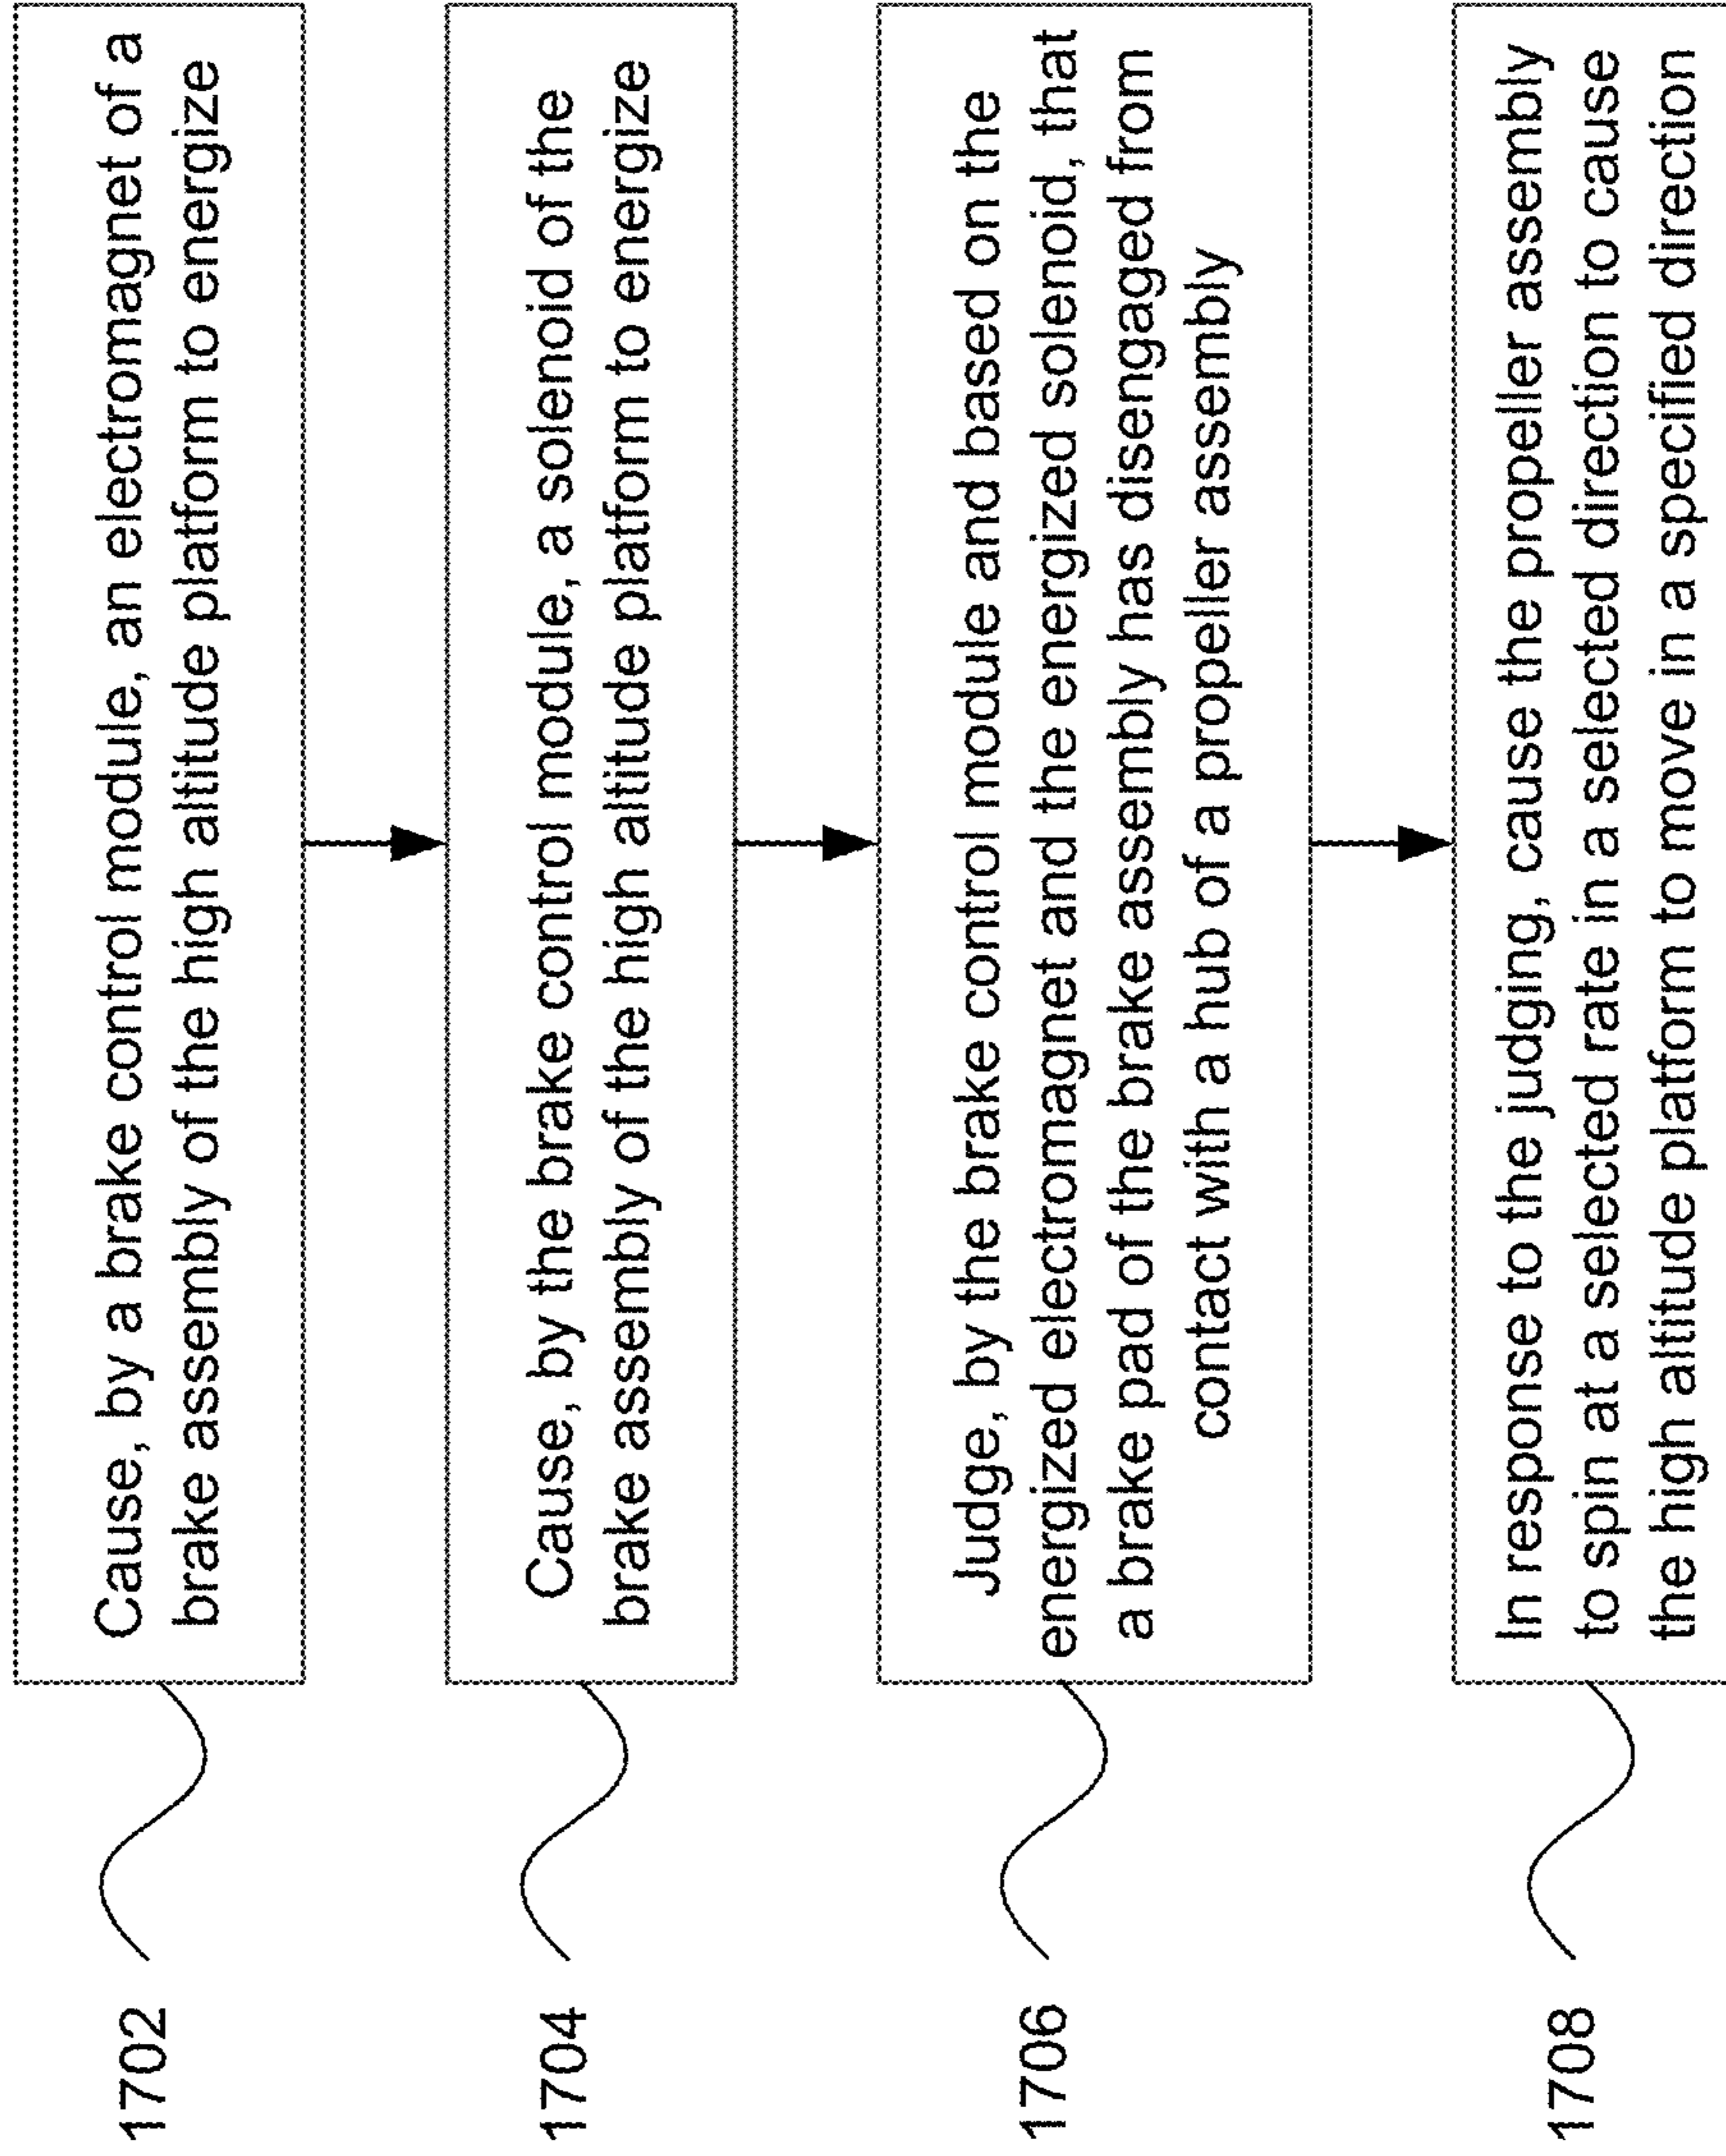 1702
Cause, by a brake control module, an electromagnet of a
brake assembly of the high altitude platform to energize
1704
Cause, by the brake control module, a solenoid of the
brake assembly of the high altitude platform to energize
1706
Judge, by the brake control module and based on the
energized electromagnet and the energized solenoid, that
a brake pad of the brake assembly has disengaged from
contact with a hub of a propeller assembly
1708
In response to the judging, cause the propeller assembly
to spin at a selected rate in a selected direction to cause
the high altitude platform to move in a specified direction